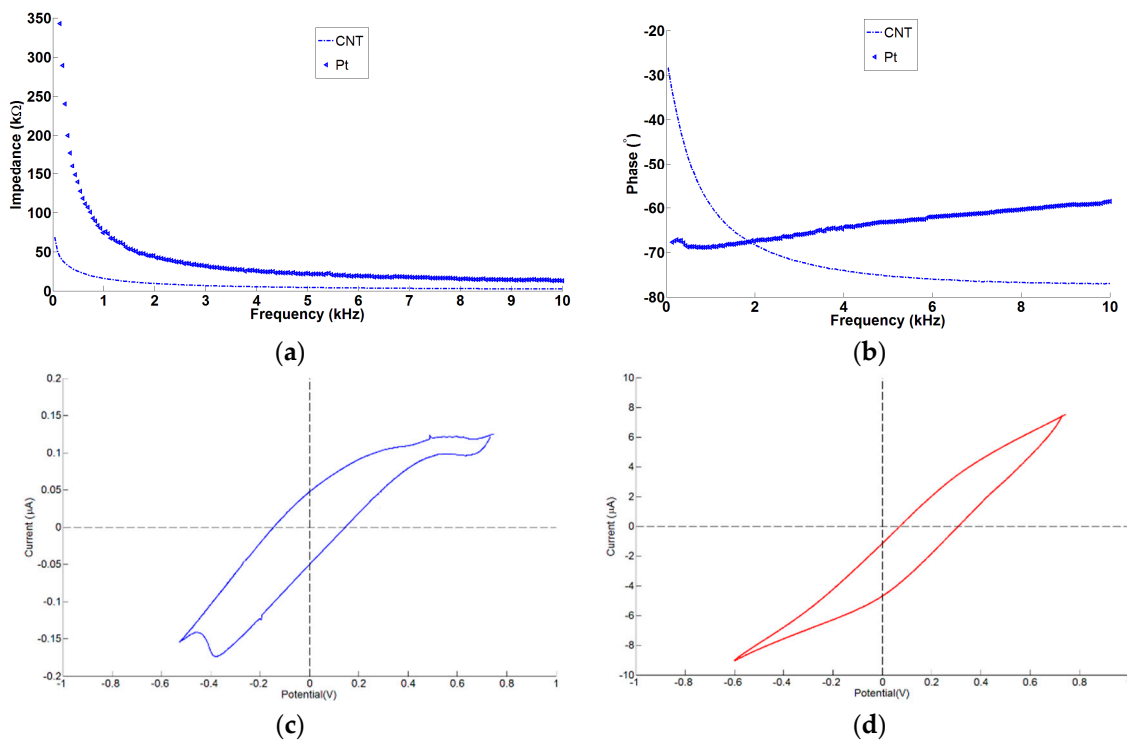 350
300
250
200
150
100
50
0
Impedance (kΩ)
CNT
Pt
0 1 2 3 4 5 6 7 8 9 10
Frequency (kHz)
(a)
-20
-30
-40
-50
-60
-70
-80
Phase (°)
CNT
Pt
0 2 4 6 8 10
Frequency (kHz)
(b)
0.2
0.15
0.1
0.05
0
-0.05
-0.1
-0.15
-0.2
Current (μA)
-1 -0.8 -0.6 -0.4 -0.2 0 0.2 0.4 0.6 0.8 1
Potential(V)
(c)
10
8
6
4
2
0
-2
-4
-6
-8
-10
Current (μA)
-1 -0.8 -0.6 -0.4 -0.2 0 0.2 0.4 0.6 0.8
Potential(V)
(d)